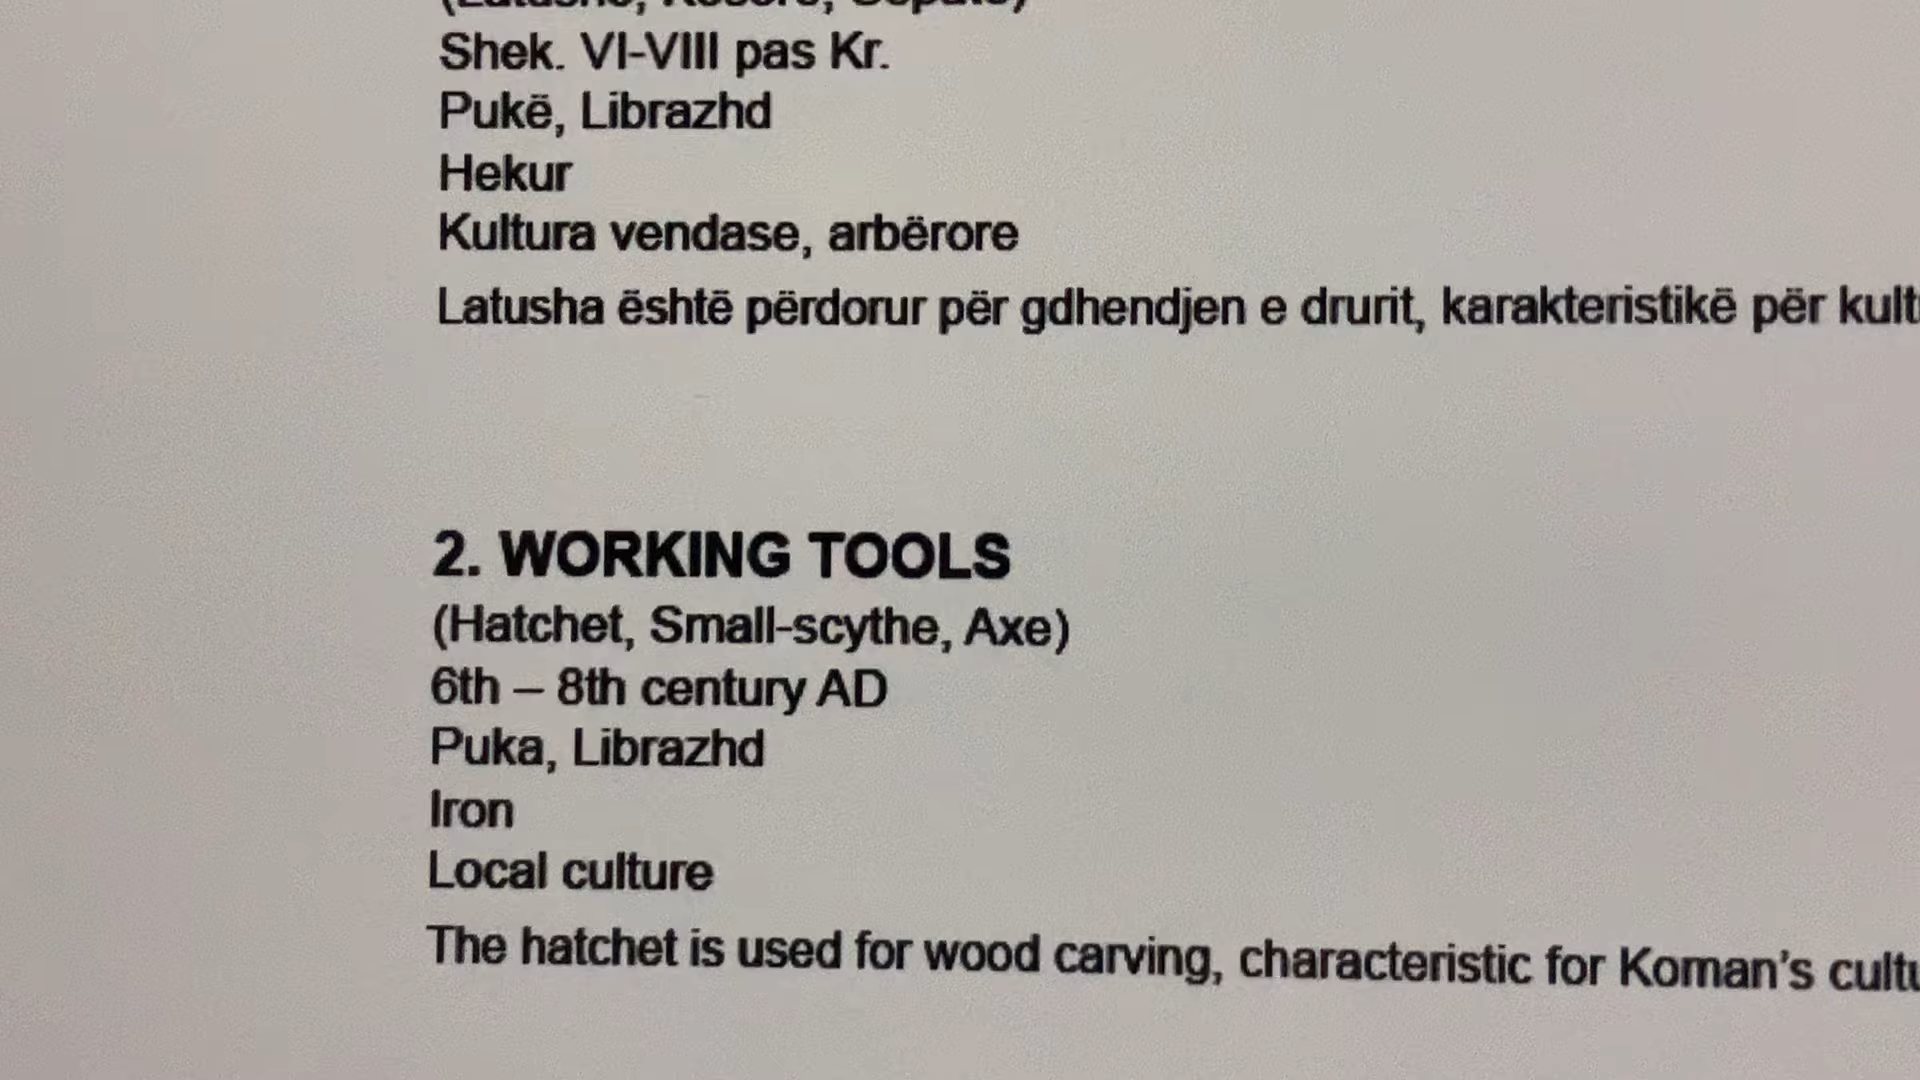 Shek. VI-VIII pas Kr.
Pukë, Librazhd
Hekur
Kultura vendase, arbërore
Latusha është përdorur për gdhendjen e drurit, karakteristikë për kult
2. WORKING TOOLS
(Hatchet, Small-scythe, Axe)
6th – 8th century AD
Puka, Librazhd
Iron
Local culture
The hatchet is used for wood carving, characteristic for Koman's cultu